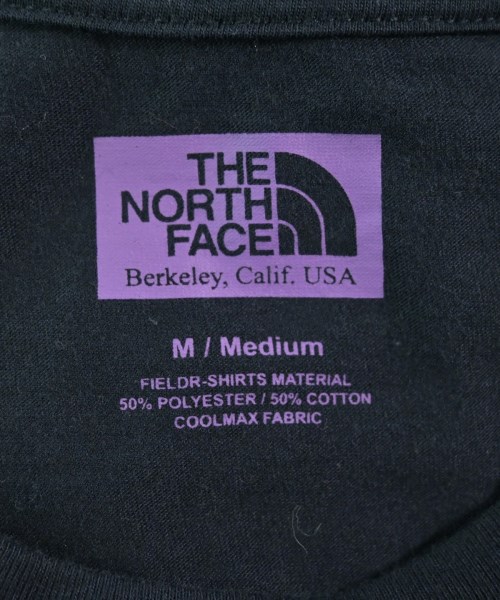 THE
NORTH
FACE
Berkeley, Calif. USA
M / Medium
FIELDR-SHIRTS MATERIAL
50% POLYESTER / 50% COTTON
COOLMAX FABRIC